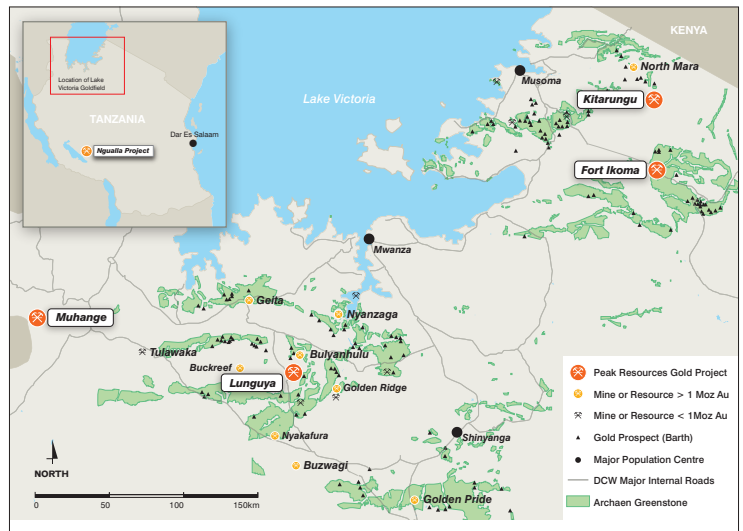 KENYA
North Mara
Musoma
Kitarungu
Lake Victoria
Location of Lake
Victoria Goldfield
TANZANIA
Dar Es Salaam
Ngualla Project
Fort Ikoma
Mwanza
Geita
Nyanzaga
Muhange
Tulawaka
Bulyanhulu
Buckreef
Lunguya
Golden Ridge
Nyakafura
Shinyanga
Buzwagi
Golden Pride
NORTH
0 50 100 150km
Peak Resources Gold Project
Mine or Resource > 1 Moz Au
Mine or Resource < 1Moz Au
Gold Prospect (Barth)
Major Population Centre
DCW Major Internal Roads
Archaen Greenstone